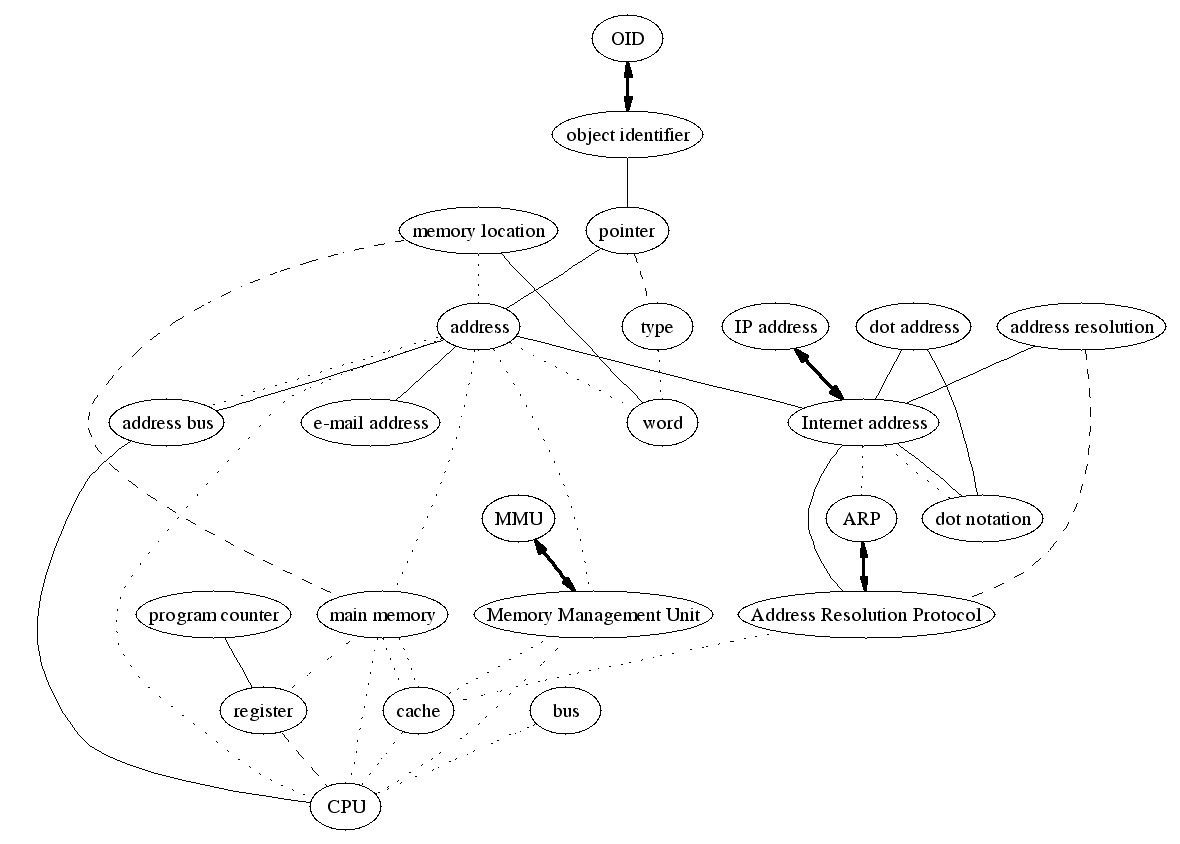 OID
object identifier
memory location
pointer
address
type
IP address
dot address
address resolution
address bus
e-mail address
word
Internet address
MMU
ARP
dot notation
program counter
main memory
Memory Management Unit
Address Resolution Protocol
register
cache
bus
CPU